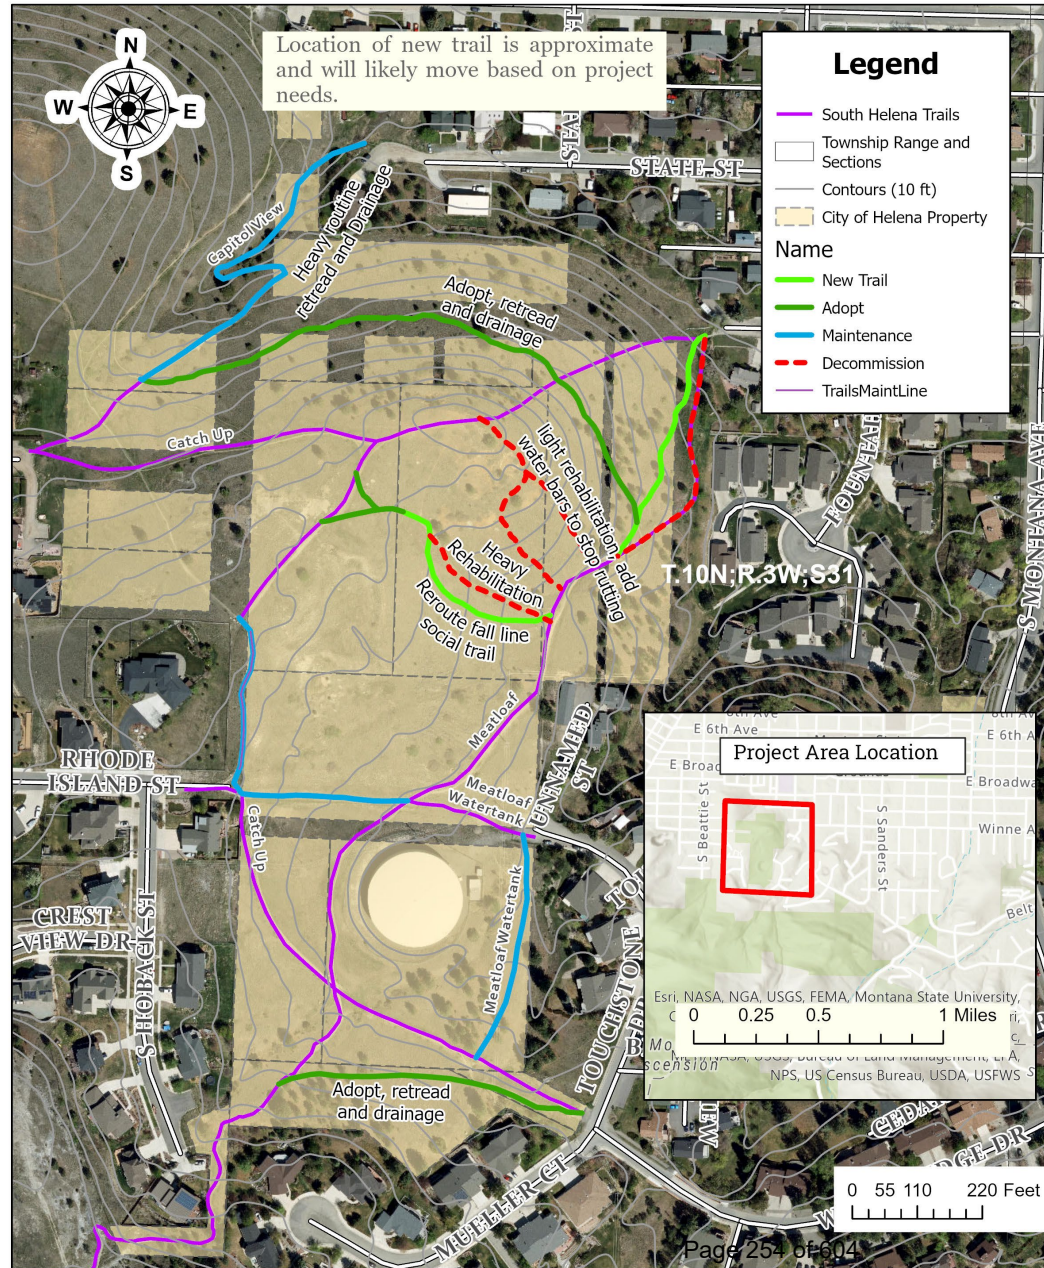 Location of new trail is approximate
and will likely move based on project
needs.
N
W
E
S
Legend
South Helena Trails
Township Range and
Sections
Contours (10 ft)
City of Helena Property
Name
New Trail
Adopt
Maintenance
Decommission
TrailsMaintLine
STATE ST
CapitolView
Heavy routine
retread and Drainage
Adopt, retread
and drainage
Catch Up
light rehabilitation, add
water bars to stop rutting
Heavy
Rehabilitation
Reroute fall line
social trail
T.10N;R.3W;S31
S MONTANA AVE
Meatloaf
UNNAMED
ST
RHODE
ISLAND ST
Meatloaf
Watertank
Catch Up
MeatloafWatertank
CREST
VIEW DR
S HOBACK ST
TOUCHSTONE
Adopt, retread
and drainage
MUELLER CT
Project Area Location
E 6th Ave
E 6th A
E Broad
E Broadwa
S Beattie St
S Sanders St
Winne A
Belt
Esri, NASA, NGA, USGS, FEMA, Montana State University,
0 0.25 0.5 1 Miles
NPS, US Census Bureau, USDA, USFWS
0 55 110 220 Feet
Page 254 of 604